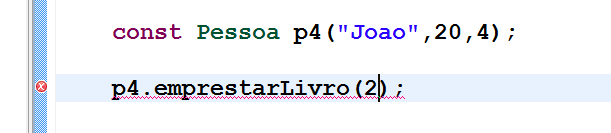 const Pessoa p4("Joao",20,4);
p4.emprestarLivro(2);